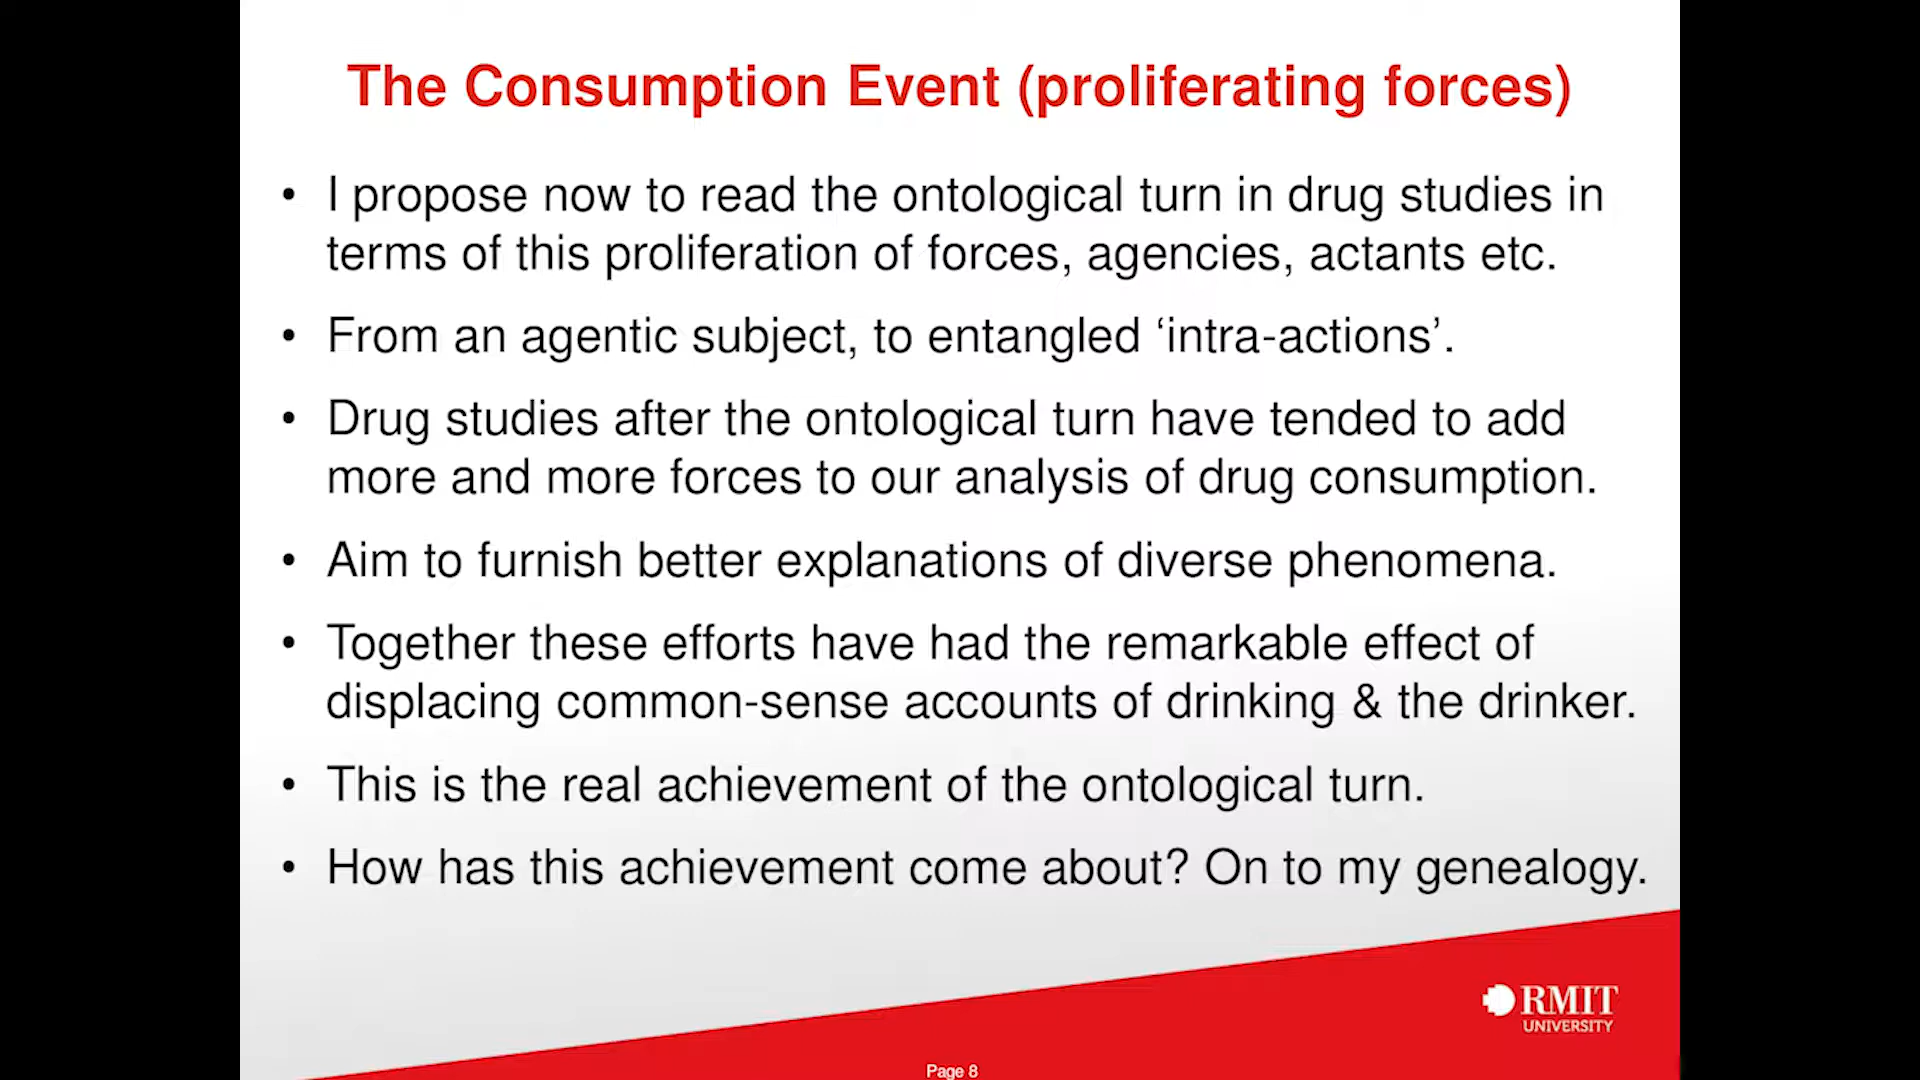 The Consumption Event (proliferating forces)
• I propose now to read the ontological turn in drug studies in
terms of this proliferation of forces, agencies, actants etc.
• From an agentic subject, to entangled ‘intra-actions’.
• Drug studies after the ontological turn have tended to add
more and more forces to our analysis of drug consumption.
• Aim to furnish better explanations of diverse phenomena.
• Together these efforts have had the remarkable effect of
displacing common-sense accounts of drinking & the drinker.
• This is the real achievement of the ontological turn.
• How has this achievement come about? On to my genealogy.
RMIT
UNIVERSITY
Page 8